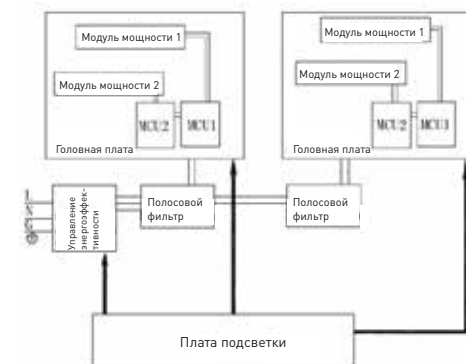 Модуль мощности 1
Модуль мощности 2
MCU2
MCU1
Головная плата
Модуль мощности 1
Модуль мощности 2
MCU2
MCU1
Головная плата
Управление
энергоэффек-
тивности
Полосовой
фильтр
Полосовой
фильтр
Плата подсветки